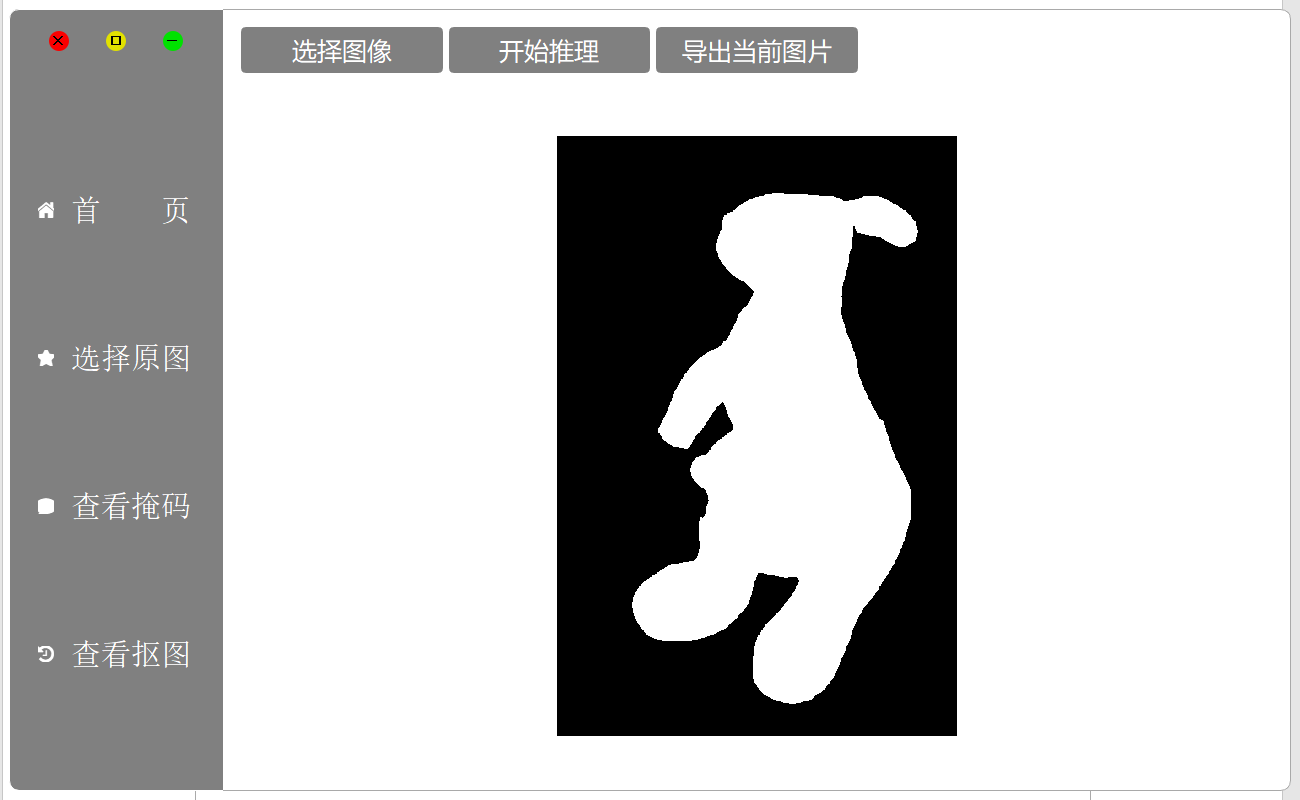 选择图像
开始推理
导出当前图片
首 页
选择原图
查看掩码
查看抠图